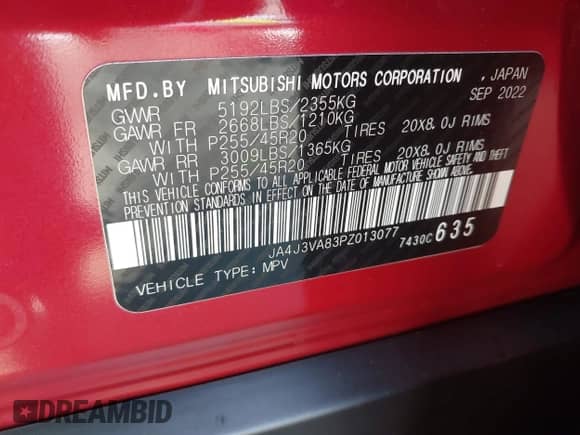 MFD.BY MITSUBISHI MOTORS CORPORATION , JAPAN
GVWR 5192LBS/2355KG SEP 2022
GAWR FR 2668LBS/1210KG
WITH P255/45R20 TIRES 20X8.0J RIMS
GAWR RR 3009LBS/1365KG
WITH P255/45R20 TIRES 20X8.0J RIMS
THIS VEHICLE CONFORMS TO ALL APPLICABLE FEDERAL MOTOR VEHICLE SAFETY AND THEFT
PREVENTION STANDARDS IN EFFECT ON THE DATE OF MANUFACTURE SHOWN ABOVE.
JA4J3VA83PZ013077 7430C 635
VEHICLE TYPE: MPV
DREAMBID